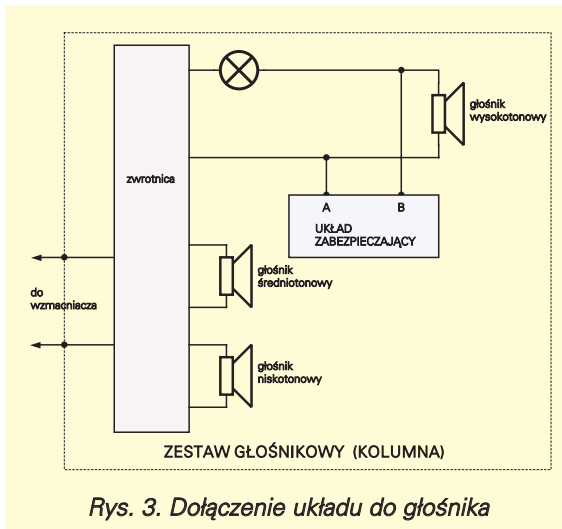 głośnik
wysokotonowy
zwrotnica
A B
UKŁAD
ZABEZPIECZAJĄCY
głośnik
średniotonowy
do
wzmacniacza
głośnik
niskotonowy
ZESTAW GŁOŚNIKOWY (KOLUMNA)
Rys. 3. Dołączenie układu do głośnika